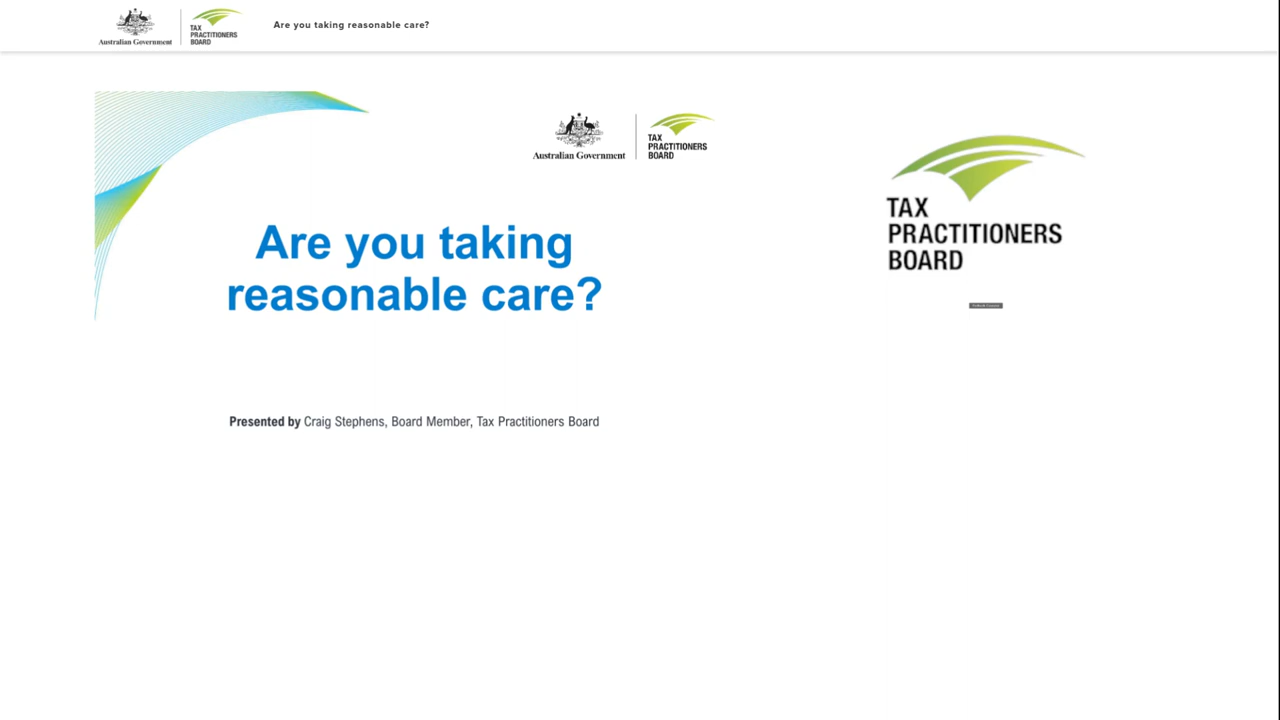 Australian Government
TAX
PRACTITIONERS
BOARD
Are you taking reasonable care?
Australian Government
TAX
PRACTITIONERS
BOARD
Are you taking
reasonable care?
Presented by Craig Stephens, Board Member, Tax Practitioners Board
TAX
PRACTITIONERS
BOARD